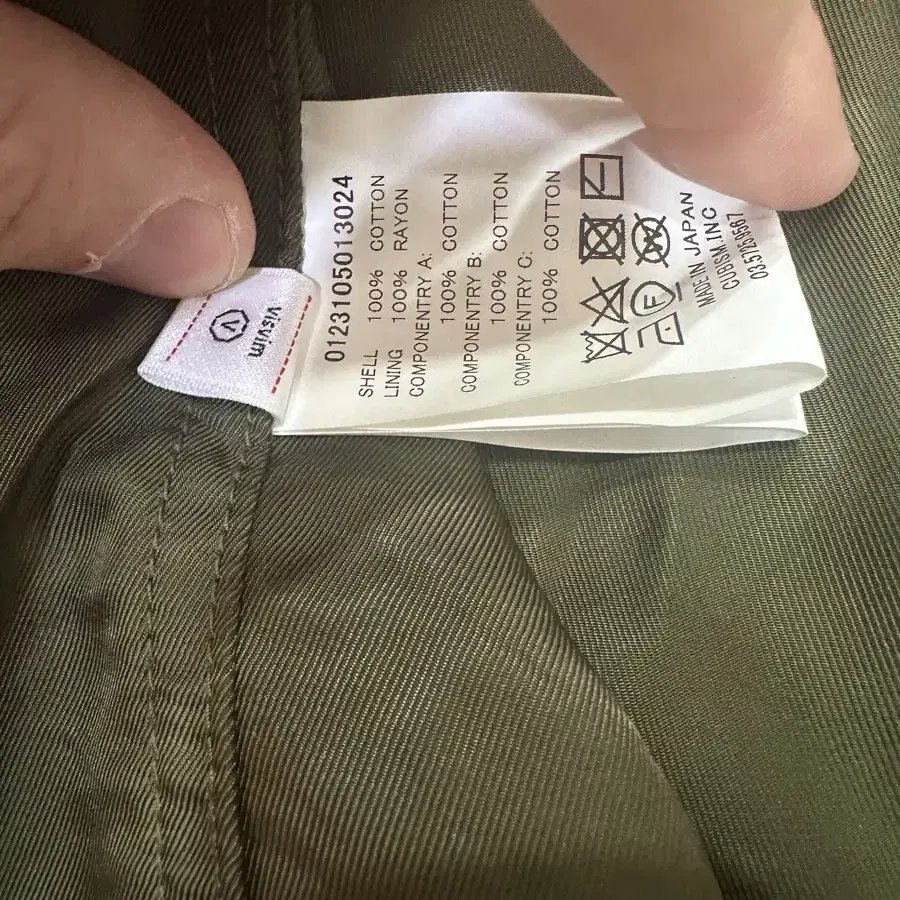 visvim
0123105013024
SHELL 100% COTTON
LINING 100% RAYON
COMPONENTRY A:
100% COTTON
COMPONENTRY B:
100% COTTON
COMPONENTRY C:
100% COTTON
F
MADE IN JAPAN
CUBISM. INC
03.5725.9567